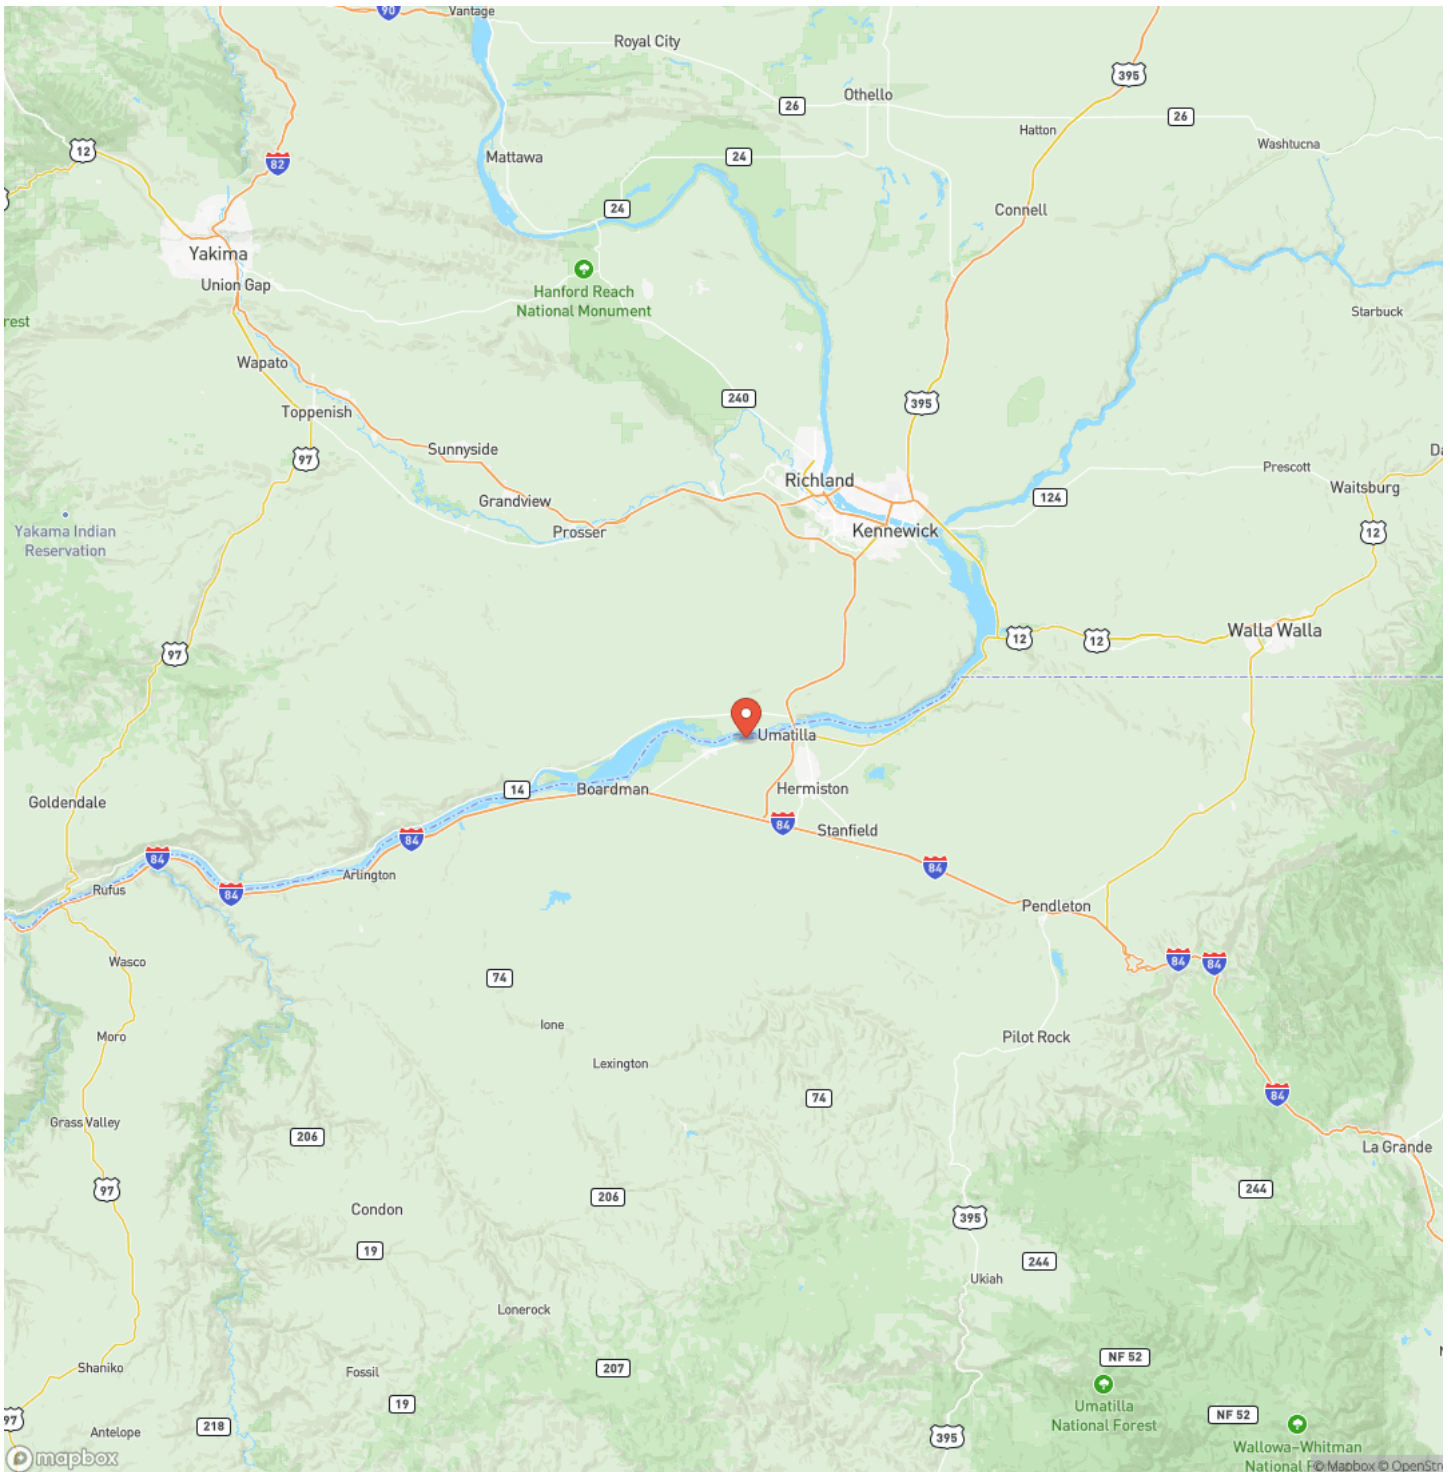 90
Vantage
Royal City
395
Othello
26
26
Hatton
Washtucna
12
82
Mattawa
24
24
Connell
Yakima
Union Gap
Hanford Reach
National Monument
rest
Starbuck
Wapato
240
395
Toppenish
Sunnyside
97
Prescott
Richland
Waitsburg
Grandview
124
Yakama Indian
Reservation
Prosser
Kennewick
12
12
12
Walla Walla
97
Umatilla
14
Boardman
Hermiston
Goldendale
84
84
Stanfield
84
84
84
Arlington
Rufus
Pendleton
Wasco
84
84
74
Ione
Moro
Pilot Rock
Lexington
74
84
Grass Valley
206
La Grande
97
206
244
Condon
395
19
244
Ukiah
Lonerock
NF 52
Shaniko
Fossil
207
19
Umatilla
National Forest
NF 52
97
218
Antelope
395
Wallowa-Whitman
mapbox
© Mapbox © OpenStr